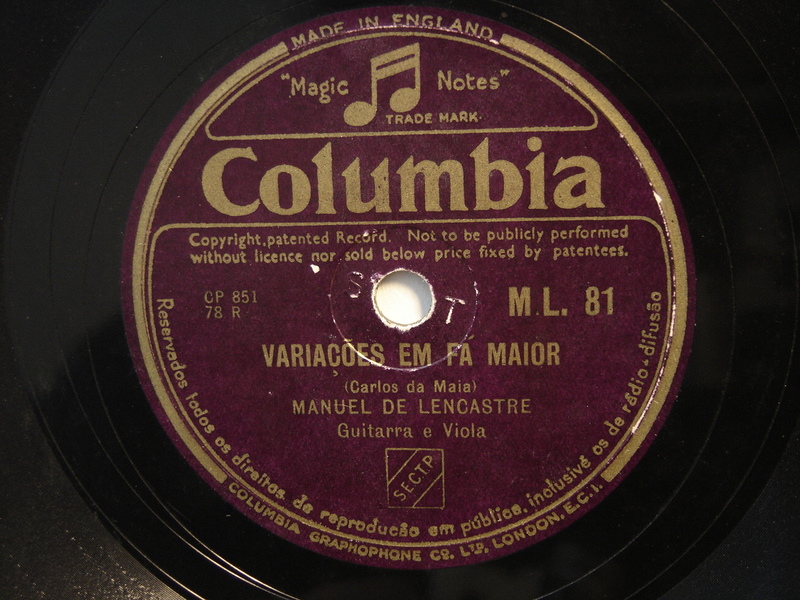 MADE IN ENGLAND
"Magic Notes"
TRADE MARK.
Columbia
Copyright, patented Record. Not to be publicly performed
without licence nor sold below price fixed by patentees.
S T
CP 851
78 R
M.L. 81
VARIAÇÕES EM FÁ MAIOR
(Carlos da Maia)
MANUEL DE LENCASTRE
Guitarra e Viola
S.E.C.T.P.
Reservados todos os direitos de reprodução em pública, inclusivé os de rádio-difusão
COLUMBIA GRAPHOPHONE CO. LTD. LONDON, E.C.1.